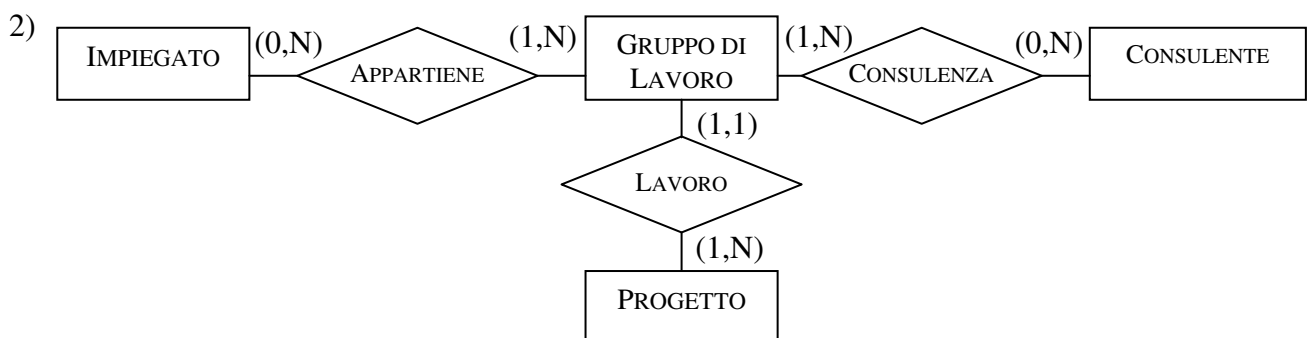 2)
IMPIEGATO
(0,N)
APPARTIENE
(1,N)
GRUPPO DI
LAVORO
(1,N)
CONSULENZA
(0,N)
CONSULENTE
(1,1)
LAVORO
(1,N)
PROGETTO